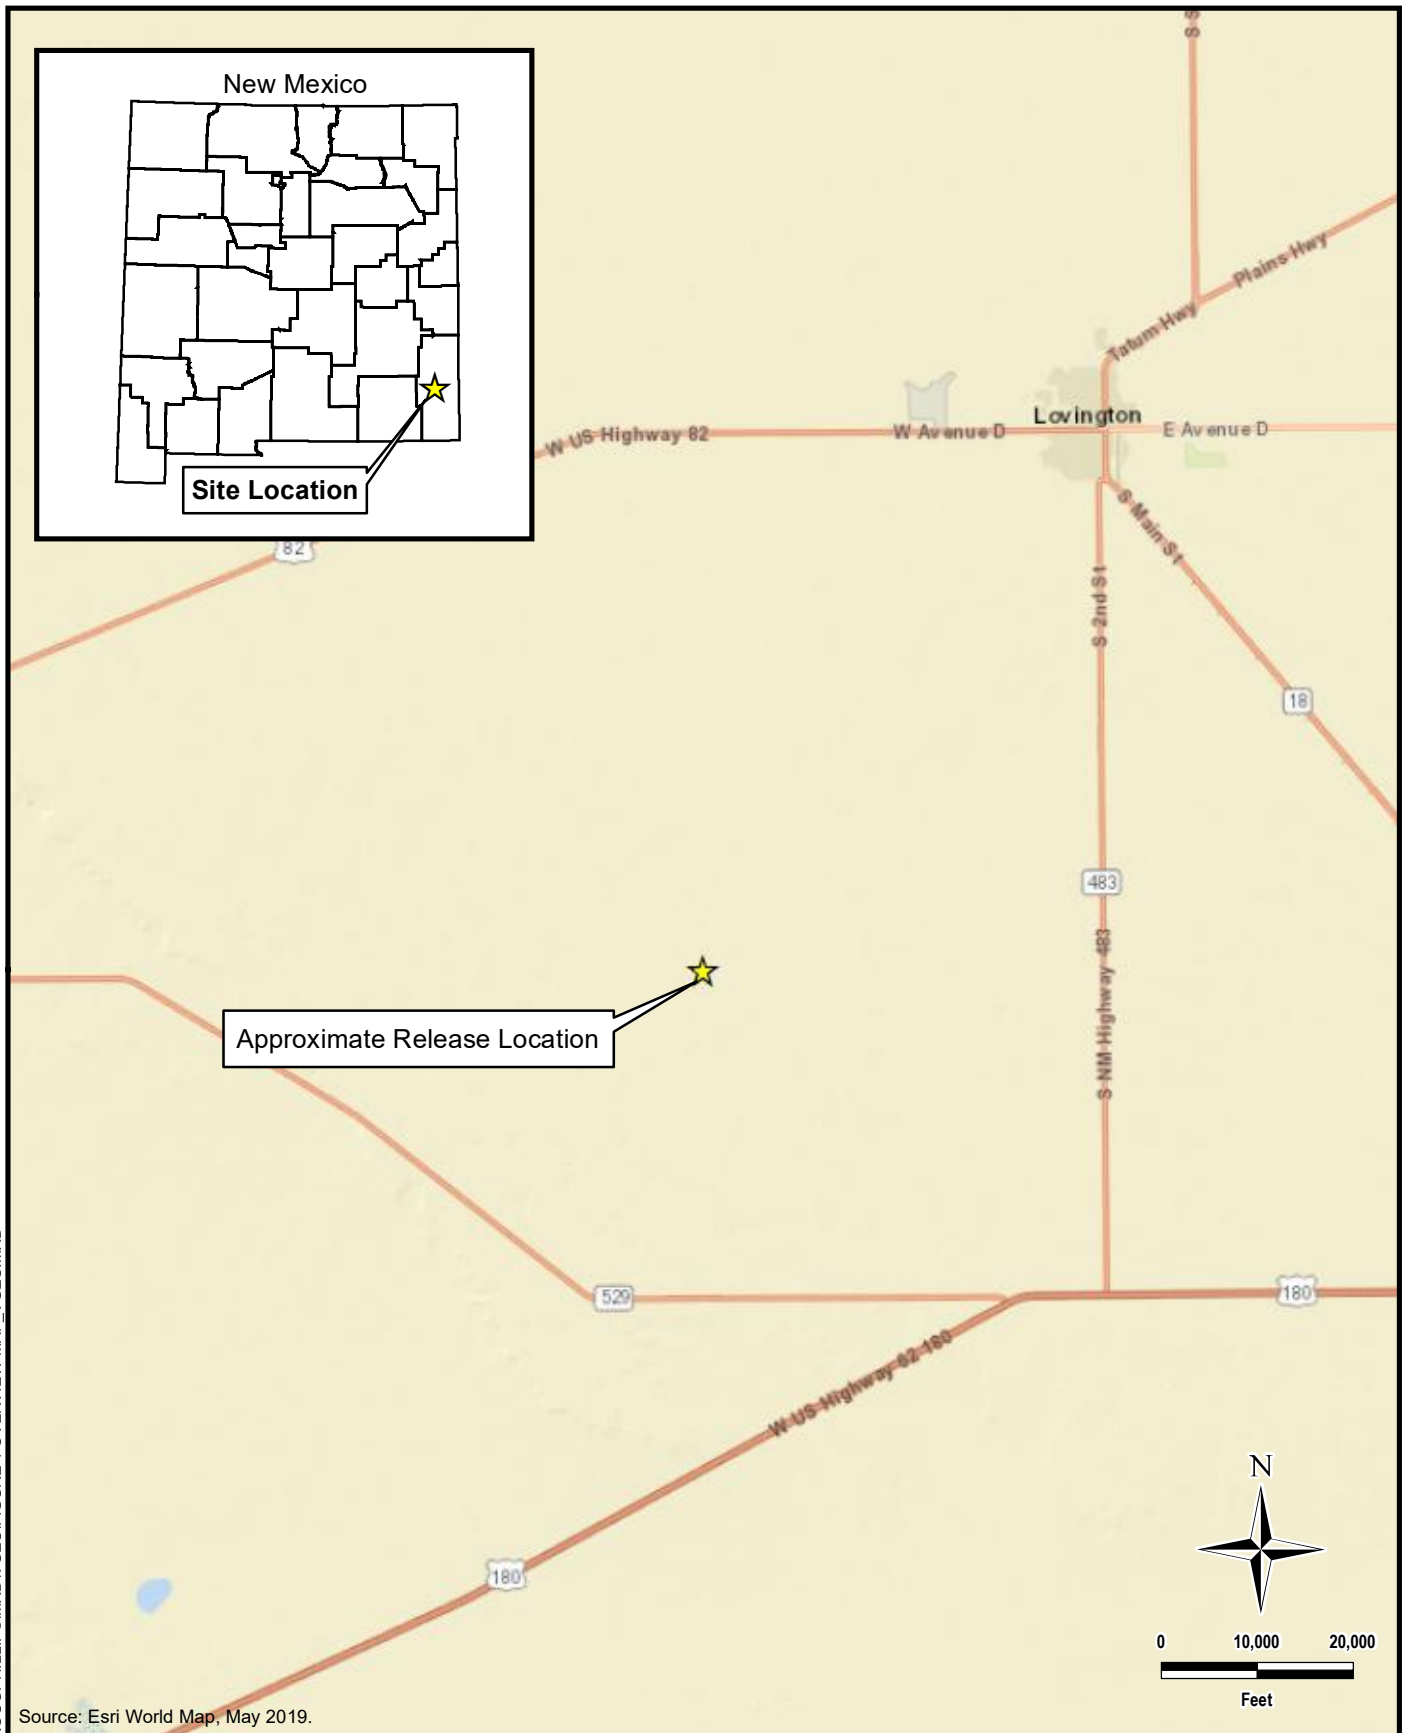 S S
New Mexico
Plains Hwy
Tatum Hwy
Lovington
W US Highway 82
W Avenue D
E Avenue D
Site Location
S Main St
82
S 2nd St
18
483
S NM Highway 483
Approximate Release Location
529
180
W US Highway 62 180
N
180
0 10,000 20,000
Feet
Source: Esri World Map, May 2019.